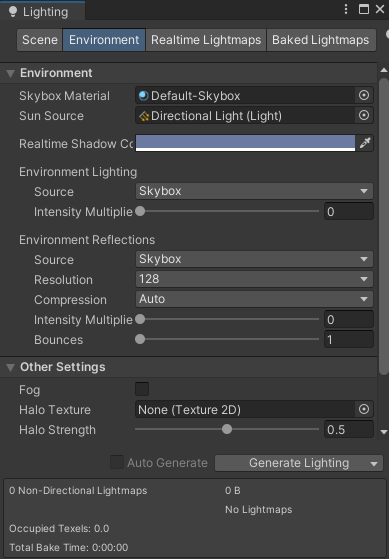 Lighting
Scene Environment Realtime Lightmaps Baked Lightmaps
Environment
Skybox Material Default-Skybox
Sun Source Directional Light (Light)
Realtime Shadow Co
Environment Lighting
Source Skybox
Intensity Multiplie 0
Environment Reflections
Source Skybox
Resolution 128
Compression Auto
Intensity Multiplie 0
Bounces 1
Other Settings
Fog
Halo Texture None (Texture 2D)
Halo Strength 0.5
Auto Generate Generate Lighting
0 Non-Directional Lightmaps 0 B
No Lightmaps
Occupied Texels: 0.0
Total Bake Time: 0:00:00